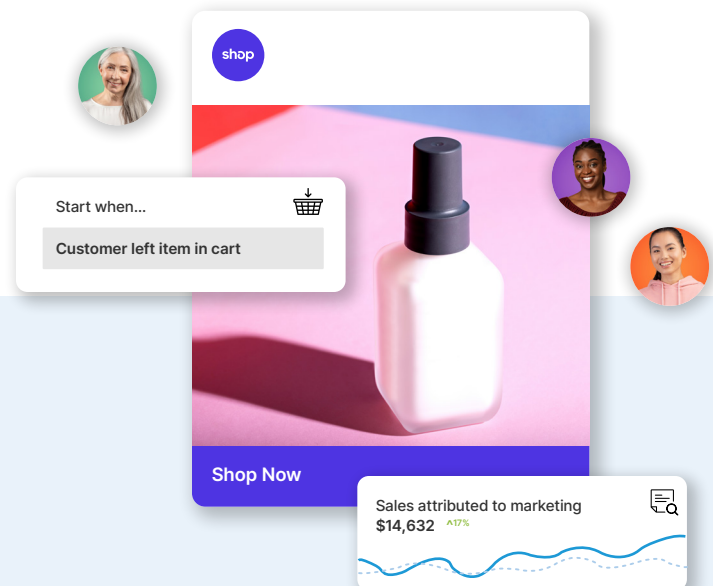 shop
Start when...
Customer left item in cart
Shop Now
Sales attributed to marketing
$14,632 ^17%